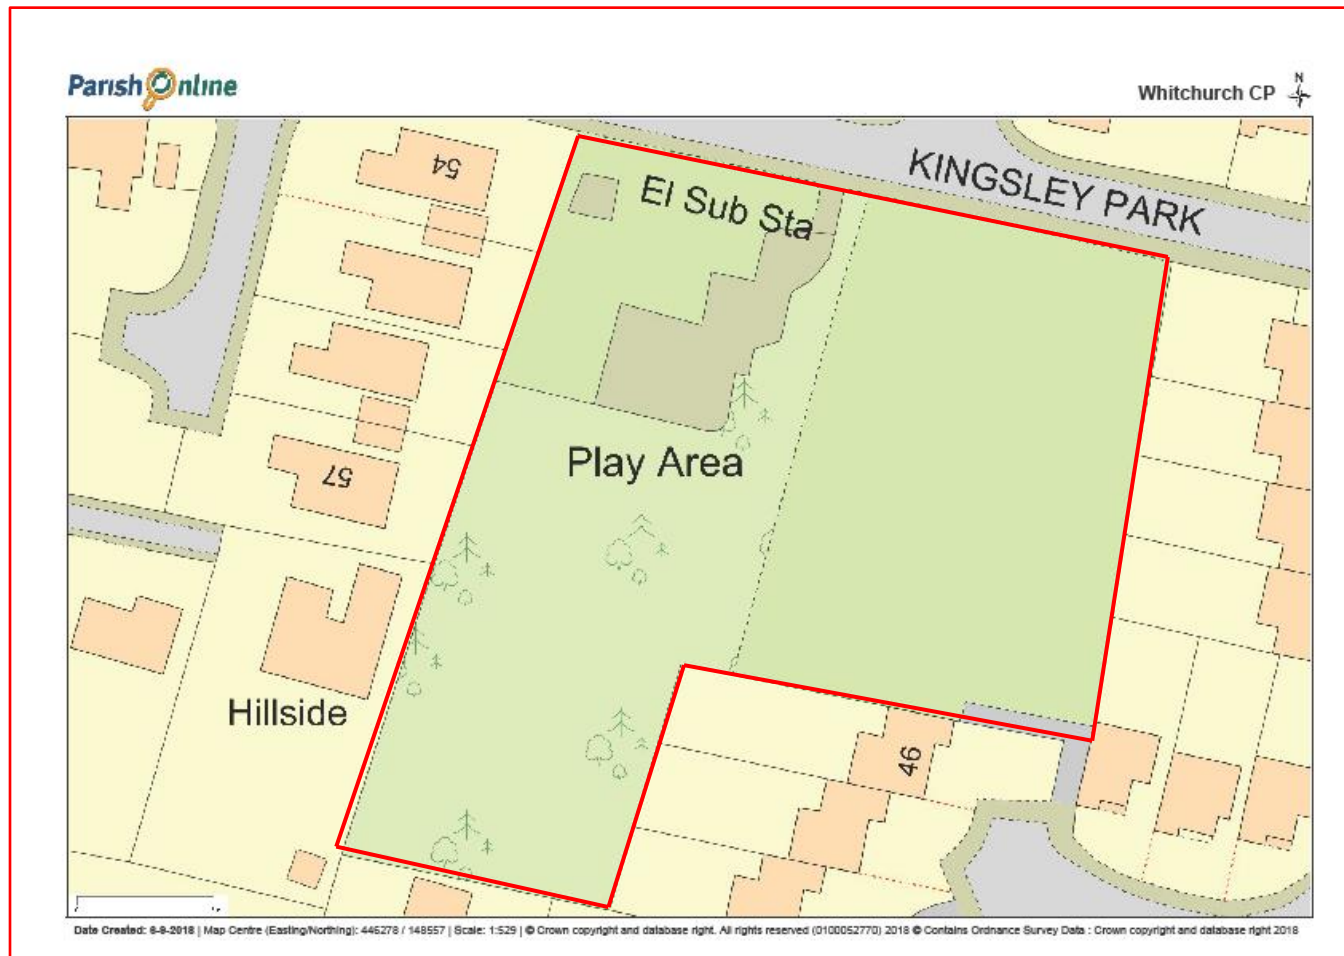 Parish Online
Whitchurch CP
N
54
El Sub Sta
KINGSLEY PARK
Play Area
57
Hillside
46
Date Created: 6-9-2018 | Map Centre (Easting/Northing): 446278 / 148557 | Scale: 1:529 | © Crown copyright and database right. All rights reserved (0100052770) 2018 © Contains Ordnance Survey Data : Crown copyright and database right 2018